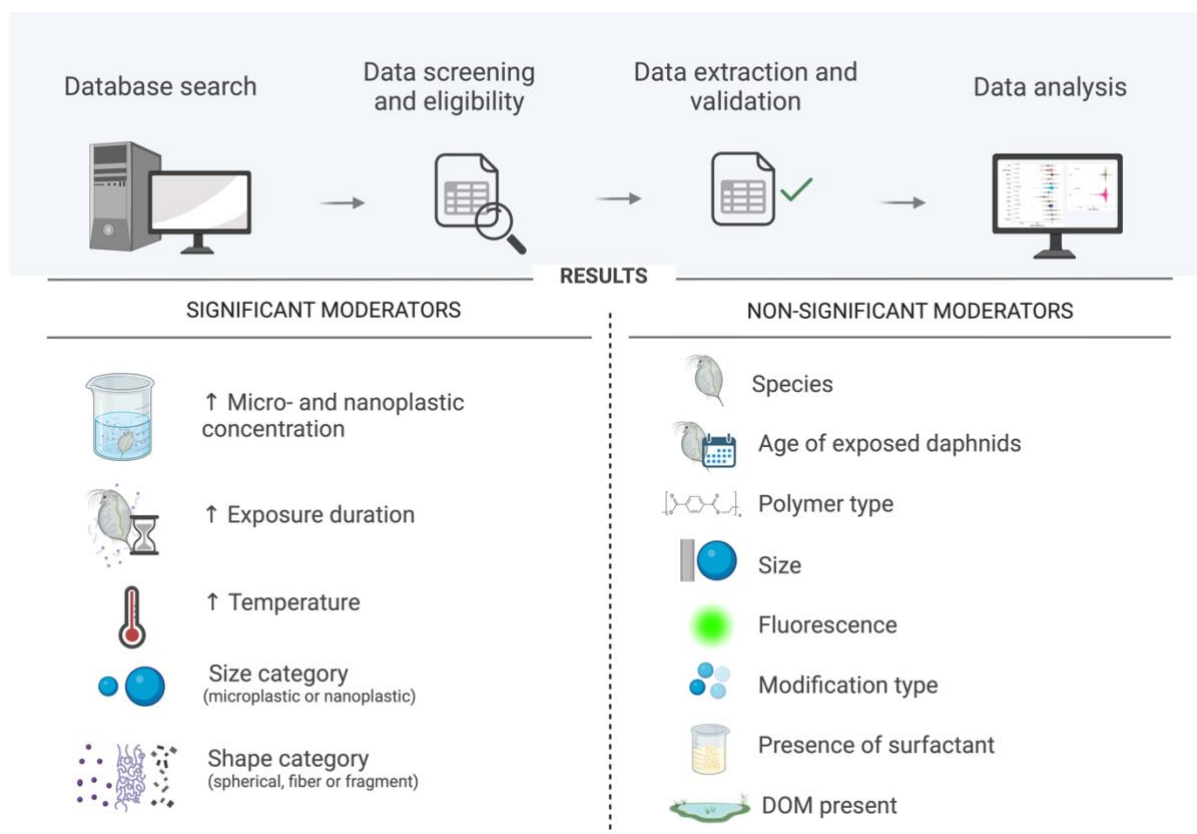 Database search
Data screening
and eligibility
Data extraction and
validation
Data analysis
RESULTS
SIGNIFICANT MODERATORS
↑ Micro- and nanoplastic
concentration
↑ Exposure duration
↑ Temperature
Size category
(microplastic or nanoplastic)
Shape category
(spherical, fiber or fragment)
NON-SIGNIFICANT MODERATORS
Species
Age of exposed daphnids
Polymer type
Size
Fluorescence
Modification type
Presence of surfactant
DOM present